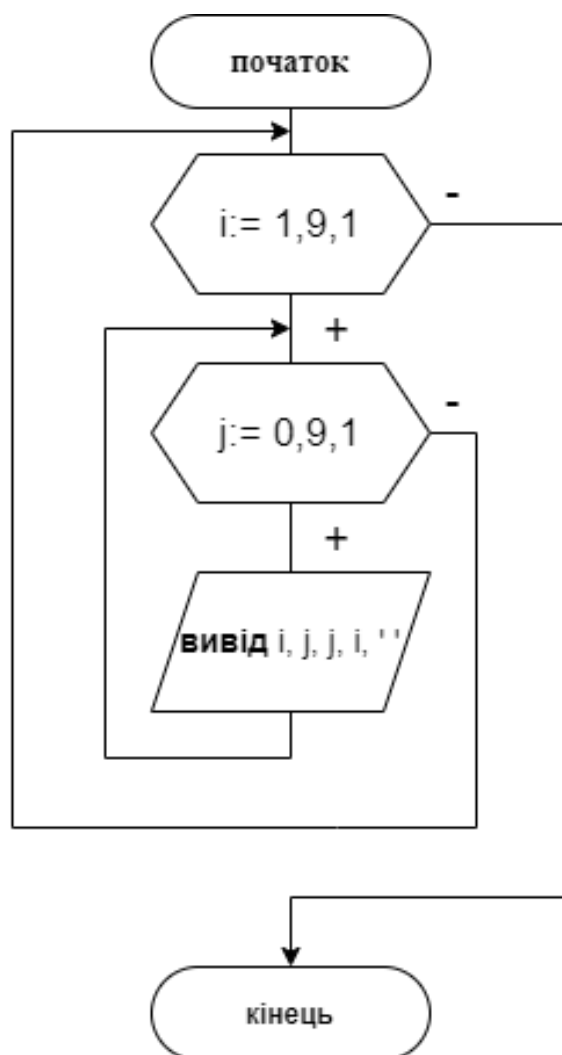 початок
i:= 1,9,1
-
+
j:= 0,9,1
-
+
вивід i, j, j, i, ' '
кінець